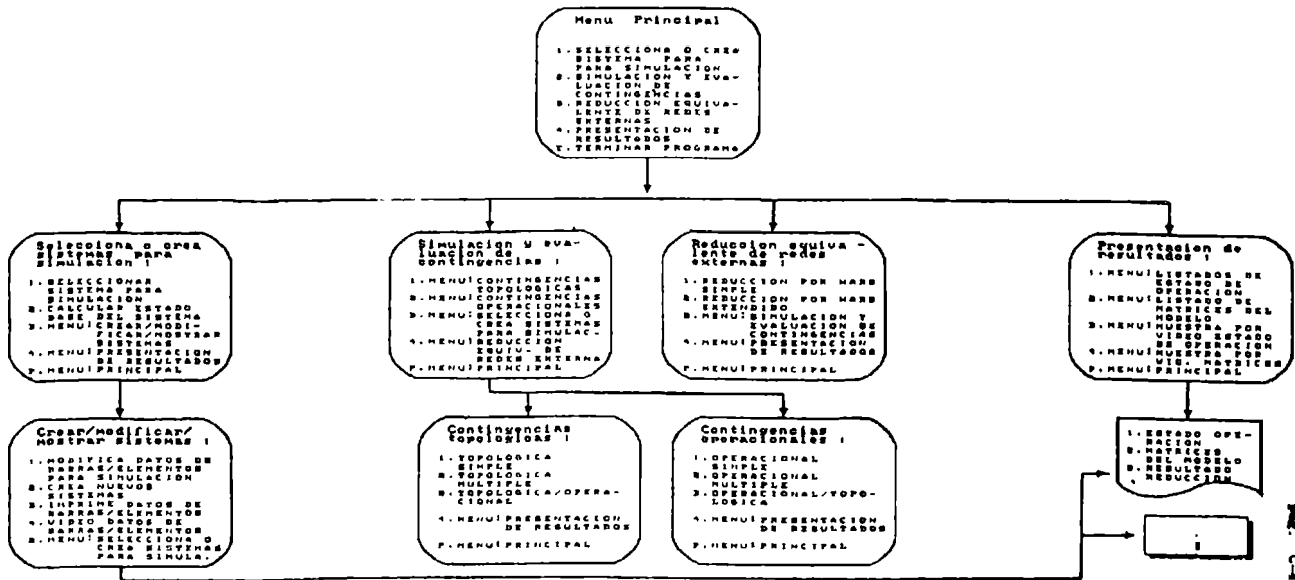 Menu Principal
1. SELECCIONA O CREA
SISTEMA PARA
PARA SIMULACION
2. SIMULACION Y EVA-
LUACION DE
CONTINGENCIAS
3. REDUCCION EQUIVA-
LENTE DE REDES
EXTERNAS
4. PRESENTACION DE
RESULTADOS
T. TERMINAR PROGRAMA
Selecciona o crea
sistemas para
simulacion :
1. SELECCIONAR
SISTEMA PARA
SIMULACION
2. CALCULAR ESTADO
BASE DEL SISTEMA
3. MENU: CREAR/MODI-
FICAR/MOSTRAR
SISTEMAS
4. MENU: PRESENTACION
DE RESULTADOS
P. MENU: PRINCIPAL
Simulacion y eva-
luacion de
contingencias :
1. MENU: CONTINGENCIAS
TOPOLOGICAS
2. MENU: CONTINGENCIAS
OPERACIONALES
3. MENU: SELECCIONA O
CREA SISTEMAS
PARA SIMULAC-
4. MENU: REDUCCION
EQUIV- DE
REDES EXTERNA
P. MENU: PRINCIPAL
Reduccion equiva -
lente de redes
externas :
1. REDUCCION POR WARD
SIMPLE
2. REDUCCION POR WARD
EXTENDIDO
3. MENU: SIMULACION Y
EVALUACION DE
CONTINGENCIAS
4. MENU: PRESENTACION
DE RESULTADOS
P. MENU: PRINCIPAL
Presentacion de
resultados :
1. MENU: LISTADOS DE
ESTADO DE
OPERACION
2. MENU: LISTADO DE
MATRICES DEL
MODELO
3. MENU: MUESTRA POR
VIDEO ESTADO
DE OPERACION
4. MENU: MUESTRA POR
VID. MATRICES
P. MENU: PRINCIPAL
Crear/modificar/
mostrar sistemas :
1. MODIFICA DATOS DE
BARRAS/ELEMENTOS
PARA SIMULACION
2. CREA NUEVOS
SISTEMAS
3. IMPRIME DATOS DE
BARRAS/ELEMENTOS
4. VIDEO DATOS DE
BARRAS/ELEMENTOS
5. MENU: SELECCIONA O
CREA SISTEMAS
PARA SIMULA.
Contingencias
topologicas :
1. TOPOLOGICA
SIMPLE
2. TOPOLOGICA
MULTIPLE
3. TOPOLOGICA/OPERA-
CIONAL
4. MENU: PRESENTACION
DE RESULTADOS
P. MENU: PRINCIPAL
Contingencias
operacionales :
1. OPERACIONAL
SIMPLE
2. OPERACIONAL
MULTIPLE
3. OPERACIONAL/TOPO-
LOGICA
4. MENU: PRESENTACION
DE RESULTADOS
P. MENU: PRINCIPAL
1. ESTADO OPE-
RACION
2. MATRICES
DEL MODELO
3. RESULTADO
REDUCCION